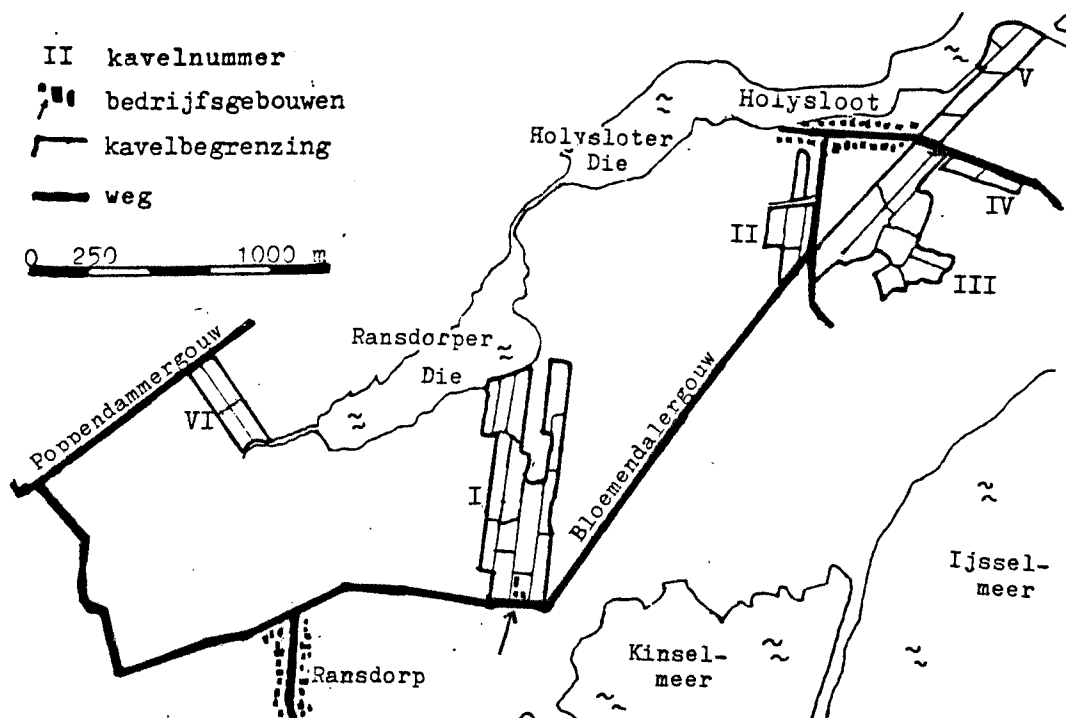 II kavelnummer
bedrijfsgebouwen
kavelbegrenzing
weg
0 250 1000 m
Holysloot
V
Holysloter
Die
II
IV
III
Ransdorper
Die
Poppendammergouw
VI
Bloemendalergouw
I
Ijssel-
meer
Kinsel-
meer
Ransdorp